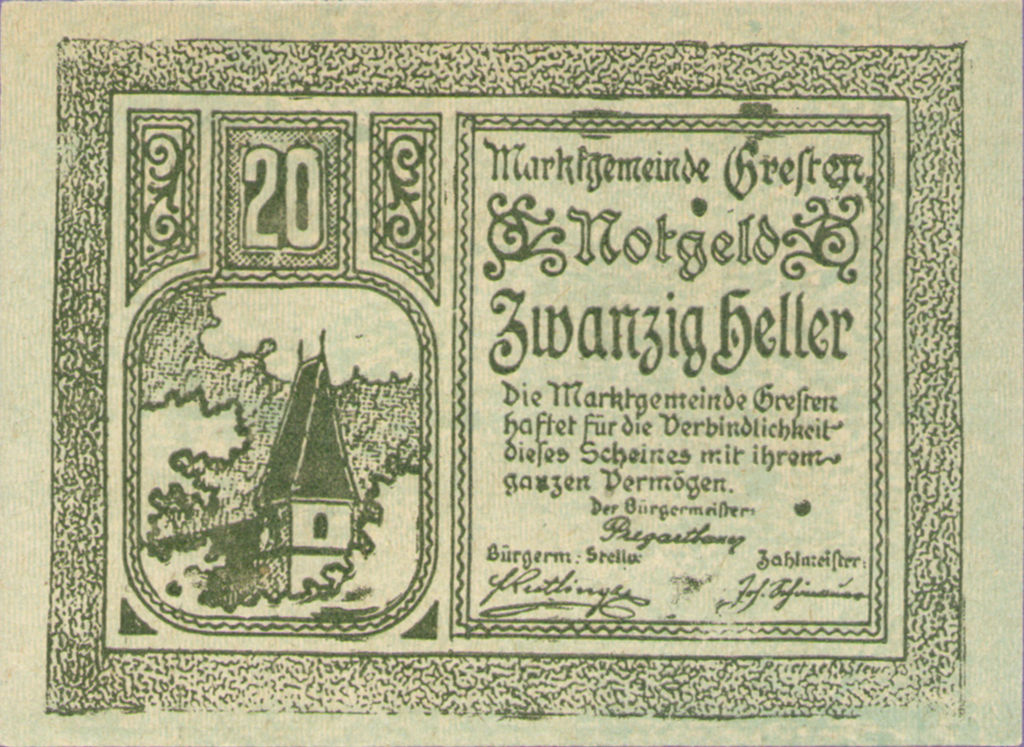 20
Marktgemeinde Gresten,
Notgeld
Zwanzig Heller
Die Marktgemeinde Gresten
haftet für die Verbindlichkeit
dieses Scheines mit ihrem
ganzen Vermögen.
Der Bürgermeister:
Bürgerm: Stellv: Zahlmeister:
Joh.